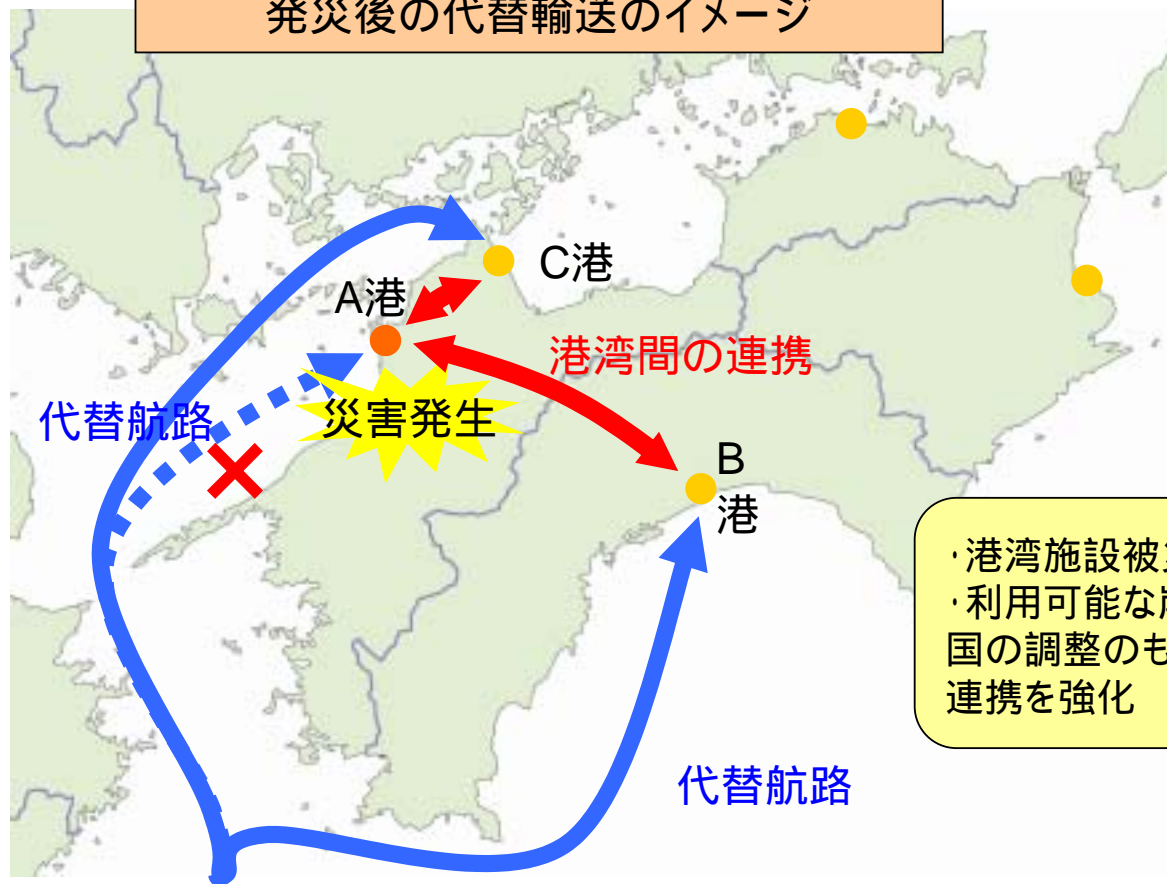 発災後の代替輸送のイメージ
C港
A港
港湾間の連携
代替航路
災害発生
B
港
・港湾施設被
・利用可能な
国の調整のも
連携を強化
代替航路